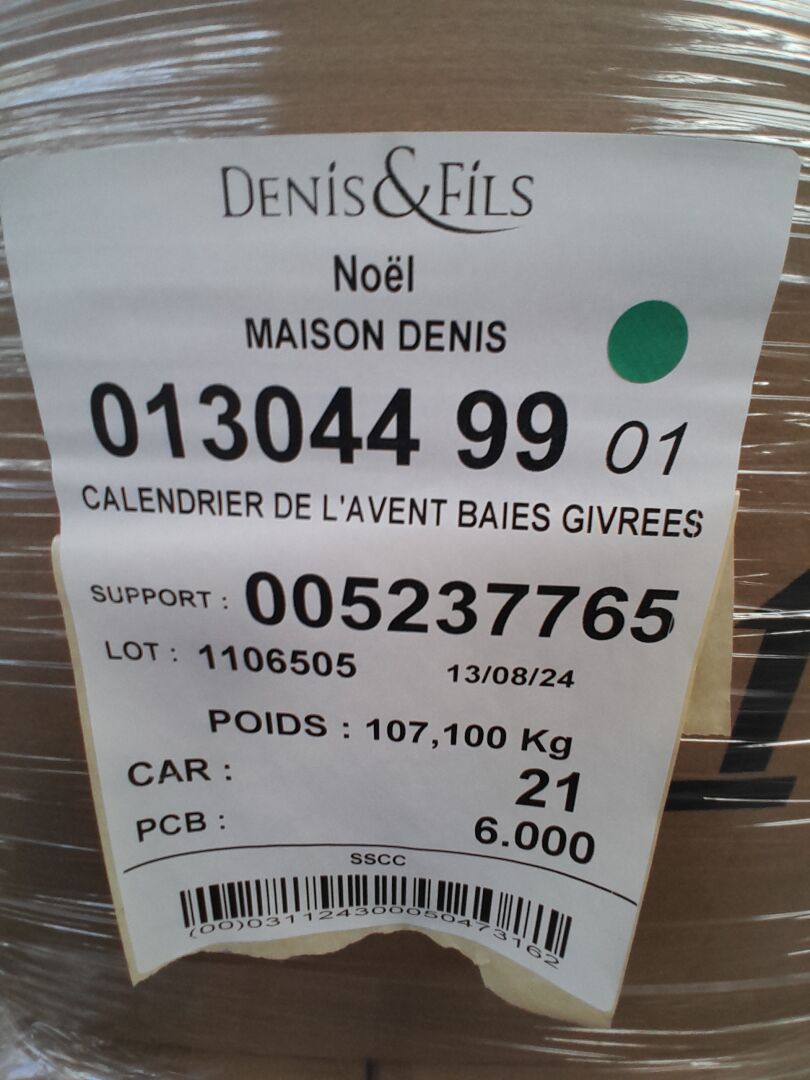 DENIS&FILS
Noël
MAISON DENIS
013044 99 01
CALENDRIER DE L'AVENT BAIES GIVREES
SUPPORT : 005237765
LOT : 1106505 13/08/24
POIDS : 107,100 Kg
CAR : 21
PCB : 6.000
SSCC
(00)031124300050473162